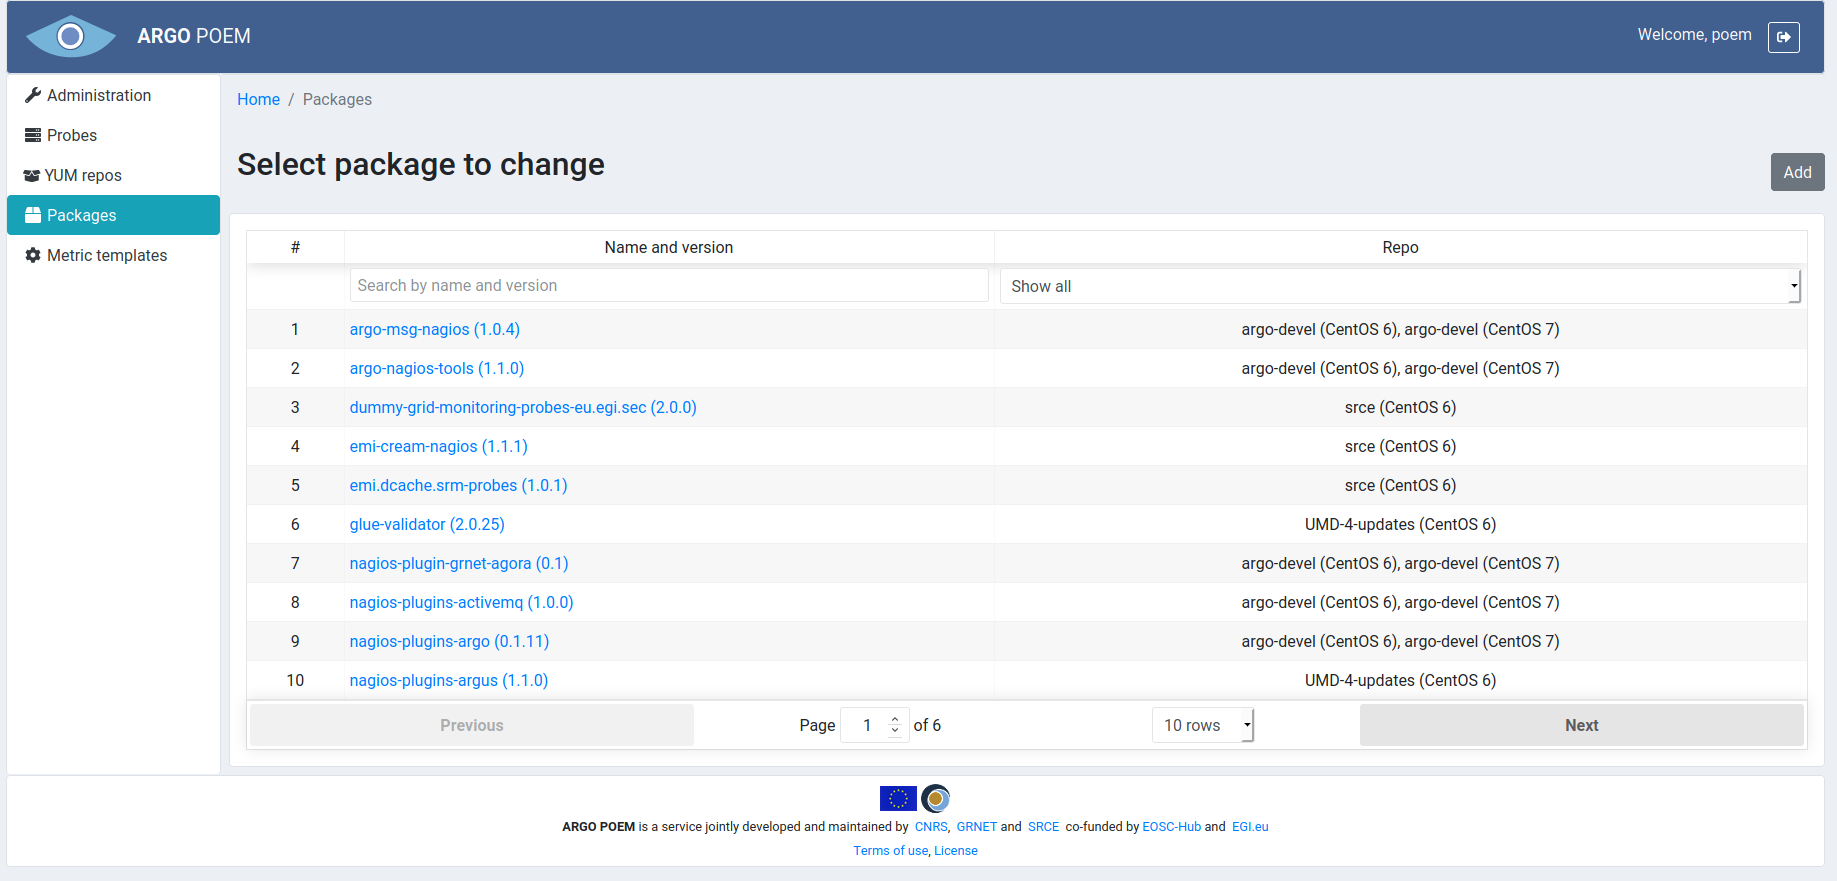 ARGO POEM
Welcome, poem
Administration
Probes
YUM repos
Packages
Metric templates
Home / Packages
Select package to change
Add
# Name and version Repo
Search by name and version Show all
1 argo-msg-nagios (1.0.4) argo-devel (CentOS 6), argo-devel (CentOS 7)
2 argo-nagios-tools (1.1.0) argo-devel (CentOS 6), argo-devel (CentOS 7)
3 dummy-grid-monitoring-probes-eu.egi.sec (2.0.0) srce (CentOS 6)
4 emi-cream-nagios (1.1.1) srce (CentOS 6)
5 emi.dcache.srm-probes (1.0.1) srce (CentOS 6)
6 glue-validator (2.0.25) UMD-4-updates (CentOS 6)
7 nagios-plugin-grnet-agora (0.1) argo-devel (CentOS 6), argo-devel (CentOS 7)
8 nagios-plugins-activemq (1.0.0) argo-devel (CentOS 6), argo-devel (CentOS 7)
9 nagios-plugins-argo (0.1.11) argo-devel (CentOS 6), argo-devel (CentOS 7)
10 nagios-plugins-argus (1.1.0) UMD-4-updates (CentOS 6)
Previous Page 1 of 6 10 rows Next
ARGO POEM is a service jointly developed and maintained by CNRS, GRNET and SRCE co-funded by EOSC-Hub and EGI.eu
Terms of use, License